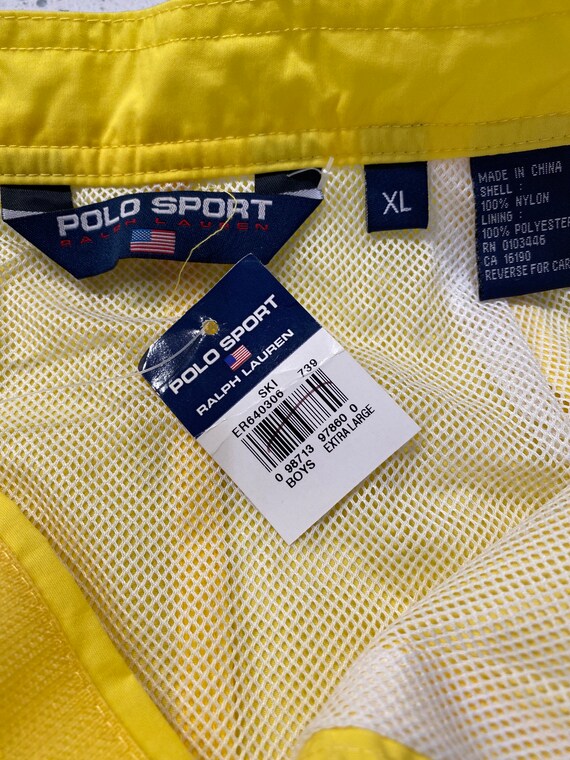 POLO SPORT
RALPH LAUREN
XL
MADE IN CHINA
SHELL :
100% NYLON
LINING :
100% POLYESTER
RN 0103446
CA 16190
REVERSE FOR CARE
POLO SPORT
RALPH LAUREN
SKI 739
ER640306
0 98713 97860 0
BOYS EXTRA LARGE